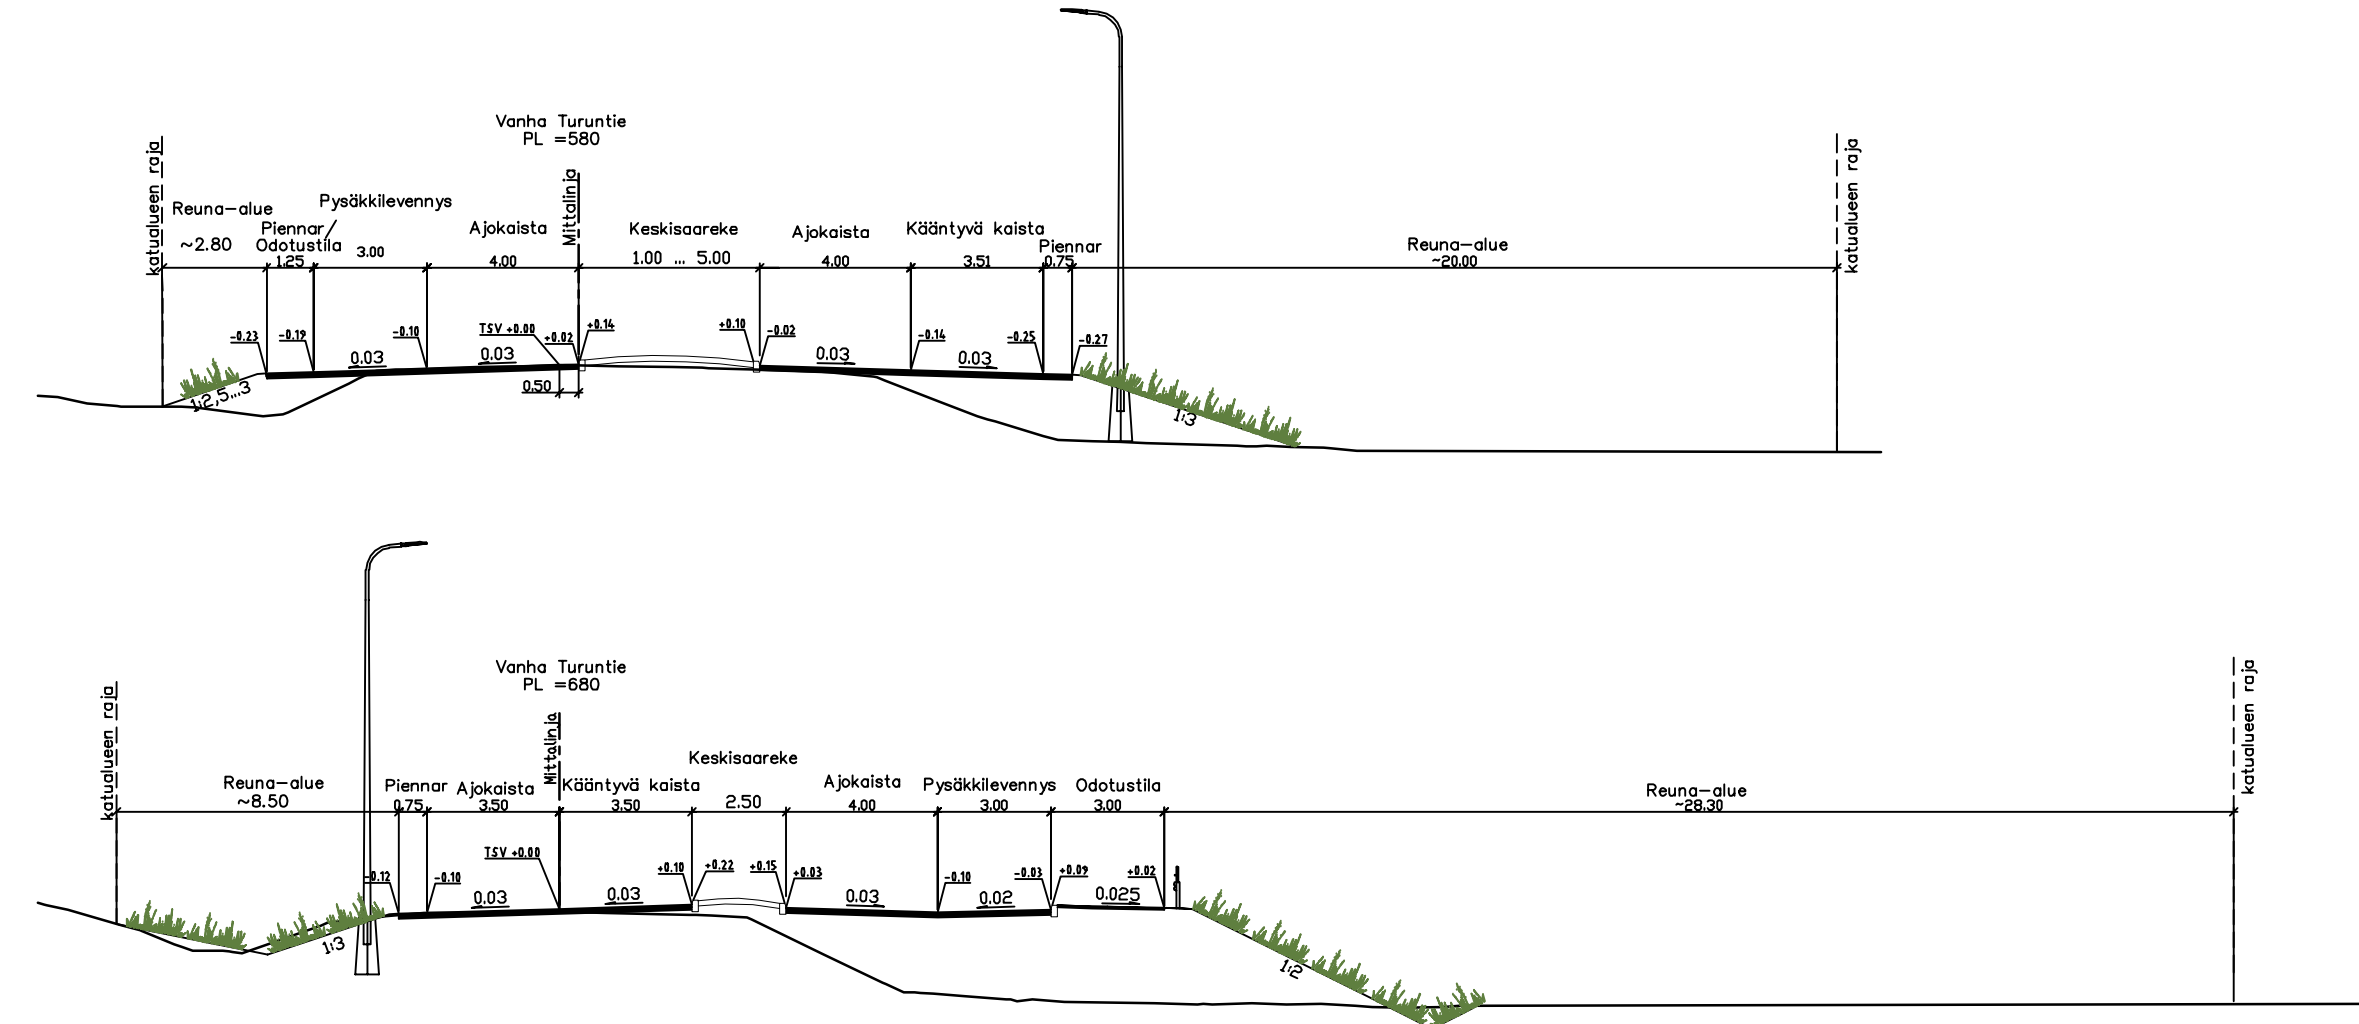 Vanha Turuntie
PL =580
katualueen raja
Mittalinja
katualueen raja
Reuna-alue
~2.80
Piennar/
Odotustila
1.25
Pysäkkilevennys
3.00
Ajokaista
4.00
Keskisaareke
1.00 ... 5.00
Ajokaista
4.00
Kääntyvä kaista
3.51
Piennar
0.75
Reuna-alue
~20.00
-0.23
-0.19
-0.10
TSV +0.00
+0.02
+0.14
+0.10
-0.02
-0.14
-0.25
-0.27
0.03
0.03
0.03
0.03
1:2,5...3
0.50
1:3
Vanha Turuntie
PL =680
katualueen raja
Mittalinja
katualueen raja
Reuna-alue
~8.50
Piennar
0.75
Ajokaista
3.50
Kääntyvä kaista
3.50
Keskisaareke
2.50
Ajokaista
4.00
Pysäkkilevennys
3.00
Odotustila
3.00
Reuna-alue
~28.30
-0.12
-0.10
TSV +0.00
+0.10
+0.22
+0.15
+0.03
-0.10
-0.03
+0.09
+0.02
0.03
0.03
0.03
0.02
0.025
1:3
1:2